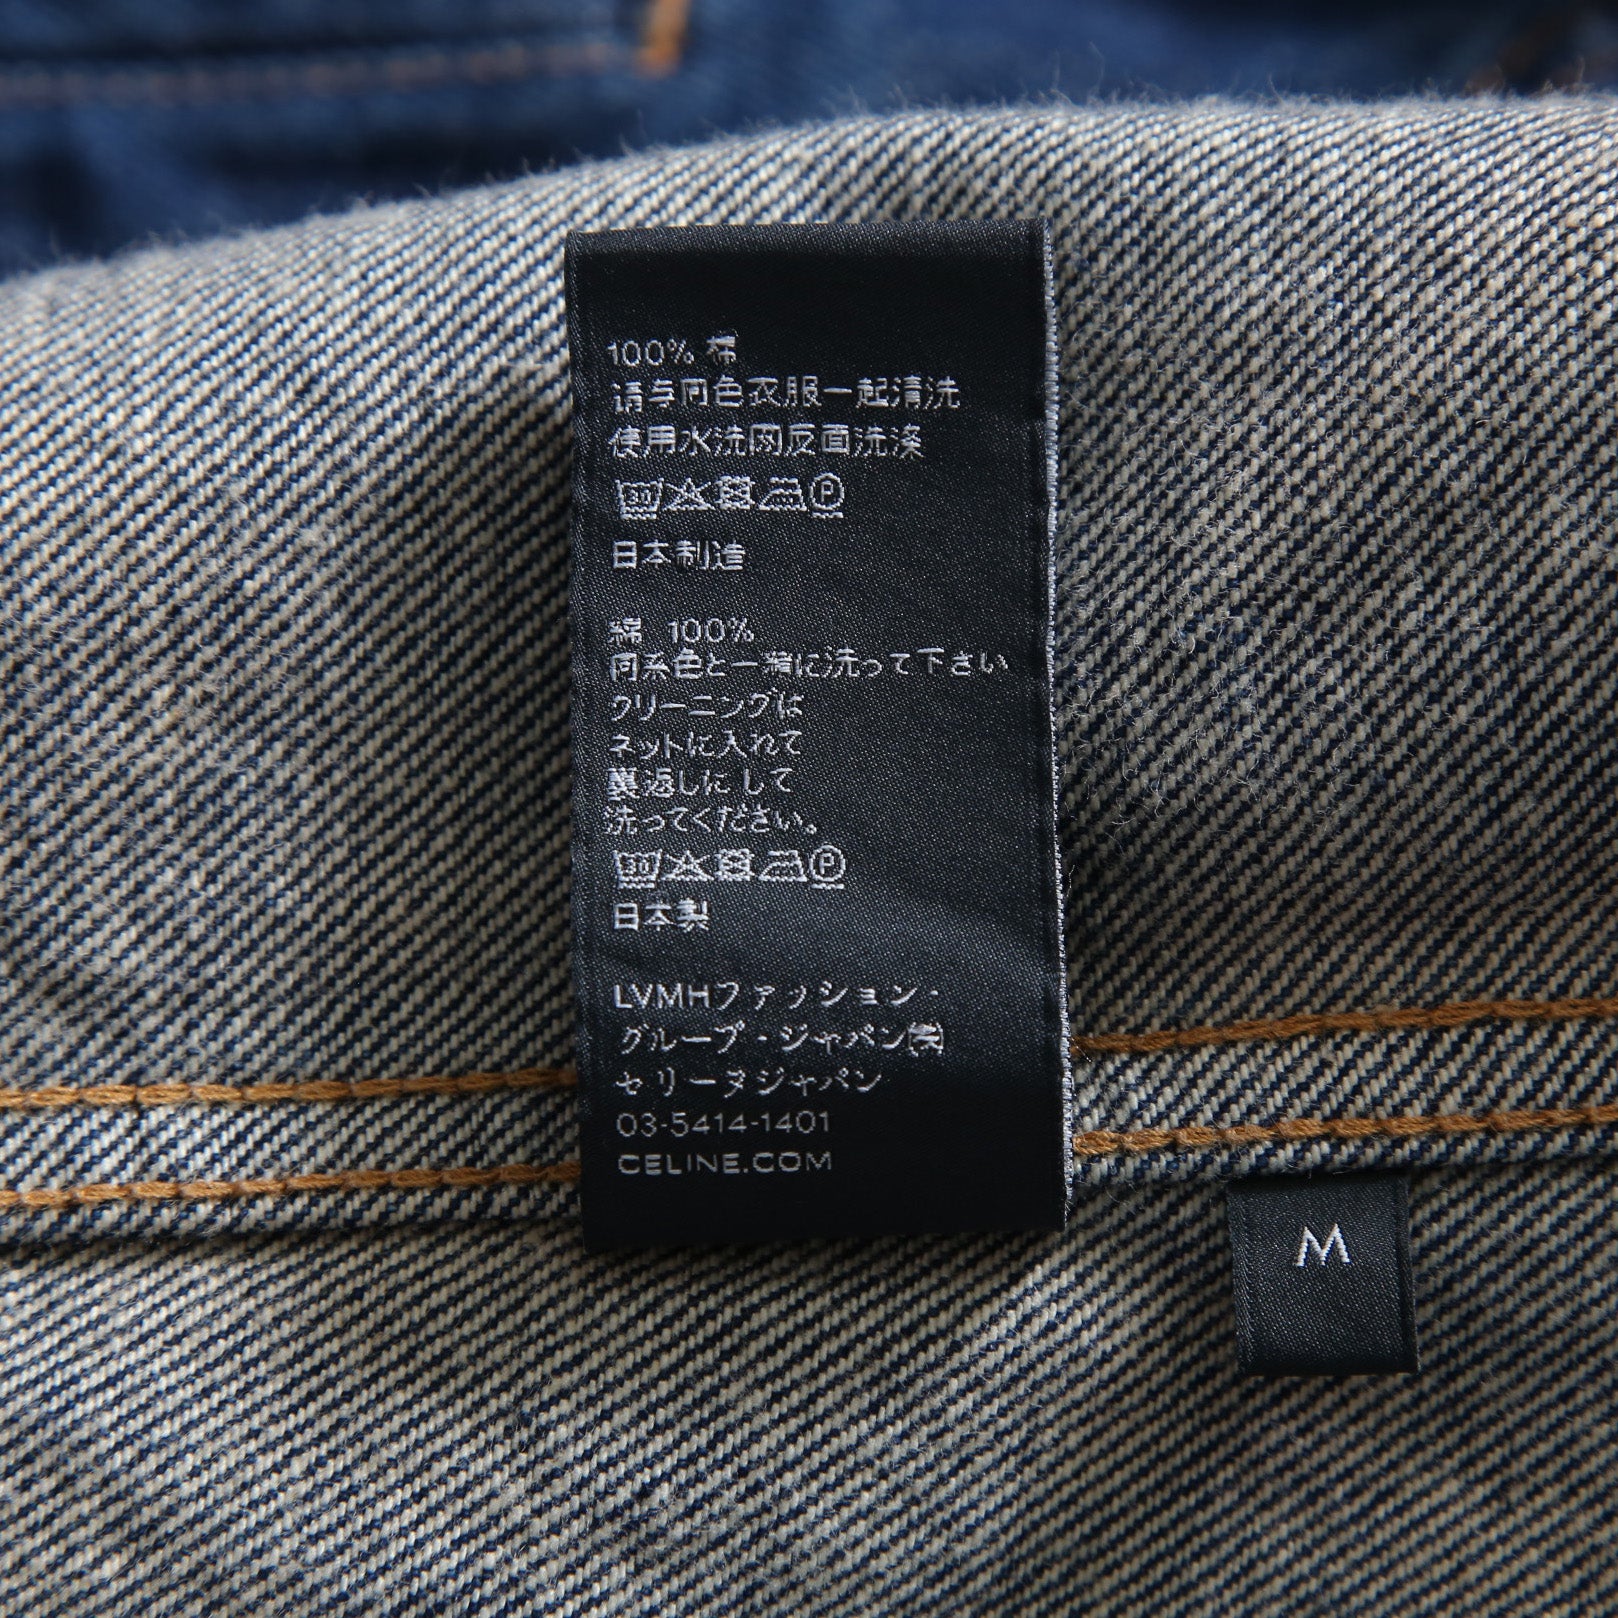 100% 棉
请与同色衣服一起清洗
使用水洗网反面洗涤
30 P
日本制造
綿 100%
同系色と一緒に洗って下さい
クリーニングは
ネットに入れて
裏返しにして
洗ってください。
30 P
日本製
LVMHファッション・
グループ・ジャパン(株)
セリーヌジャパン
03-5414-1401
CELINE.COM
M